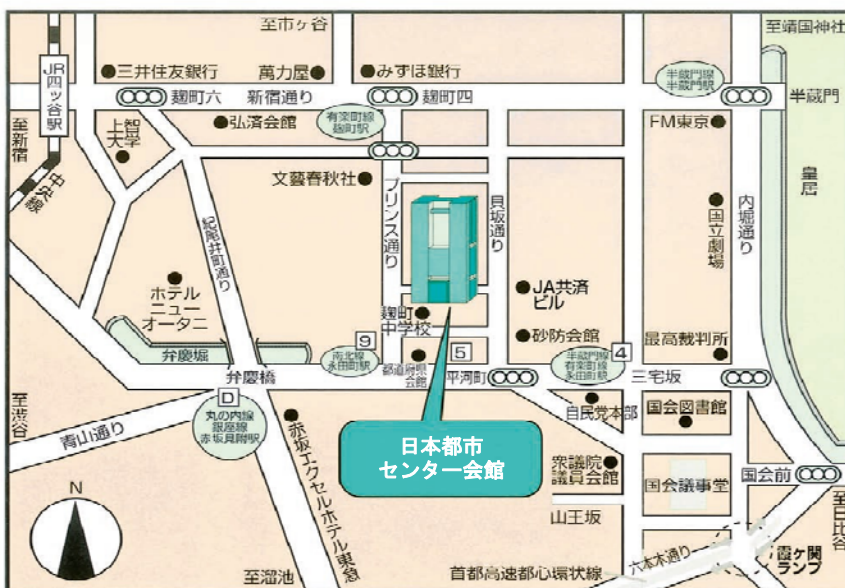 至市ヶ谷
至靖国神社
JR四ッ谷駅
三井住友銀行
萬力屋
みずほ銀行
半蔵門線
半蔵門駅
麹町六
新宿通り
麹町四
半蔵門
至新宿
上智
大学
弘済会館
有楽町線
麹町駅
FM東京
中央線
文藝春秋社
プリンス通り
貝坂通り
国立劇場
内堀通り
皇居
紀尾井町通り
ホテル
ニュー
オータニ
麹町
中学校
JA共済
ビル
砂防会館
最高裁判所
弁慶堀
9
南北線
永田町駅
都道府県
会館
5
平河町
半蔵門線
有楽町線
永田町駅
4
三宅坂
弁慶橋
至渋谷
D
丸の内線
銀座線
赤坂見附駅
青山通り
赤坂エクセルホテル東急
日本都市
センター会館
自民党本部
国会図書館
衆議院
議員会館
国会議事堂
国会前
至日比谷
山王坂
N
至溜池
首都高速都心環状線
六本木通り
霞ヶ関
ランプ